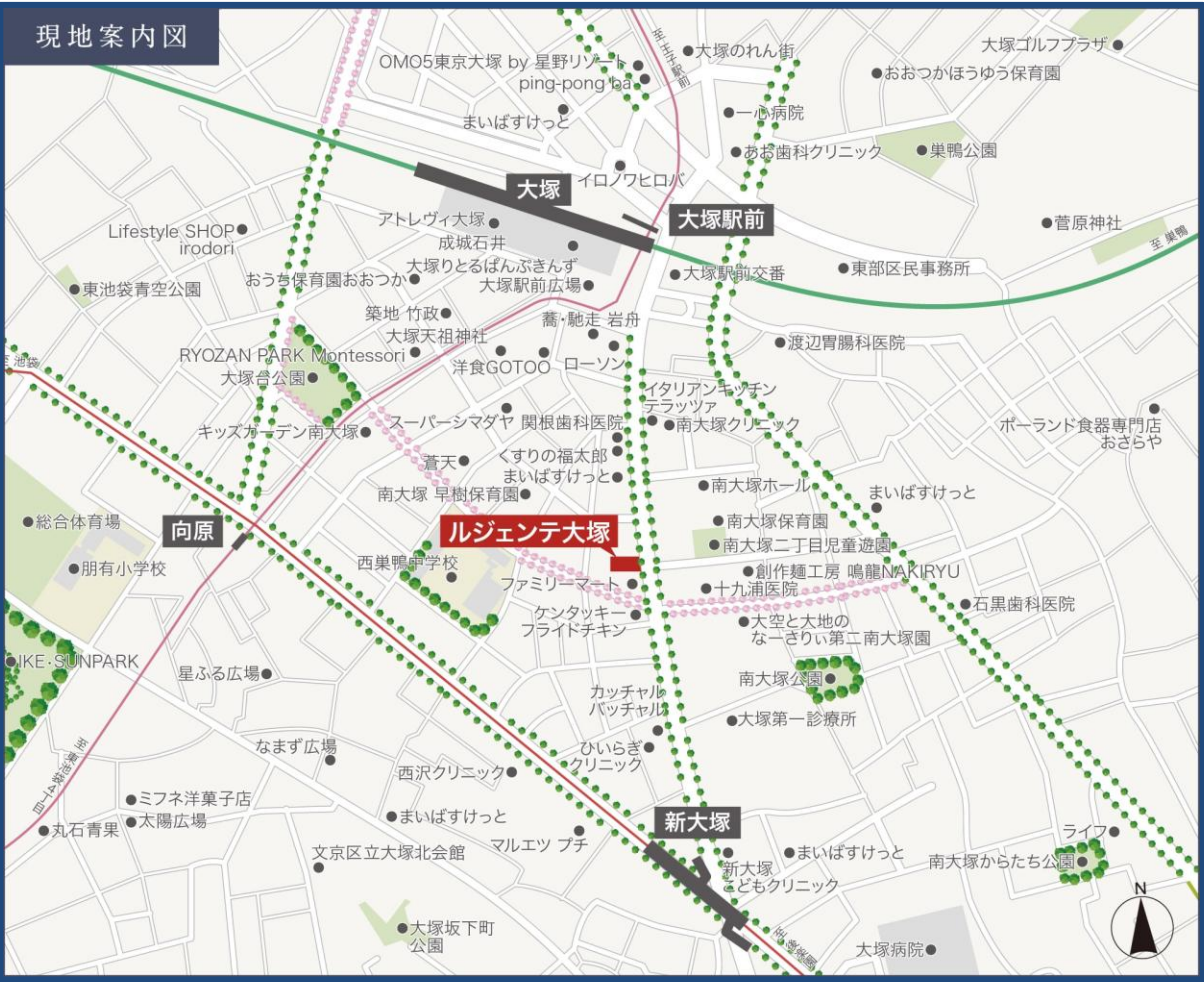 現地案内図
至 王子駅前
大塚のれん街
大塚ゴルフプラザ
OMO5東京大塚 by 星野リゾート
ping-pong ba
おおつかほうゆう保育園
まいばすけっと
一心病院
あお歯科クリニック
巣鴨公園
イロノワヒロバ
大塚
大塚駅前
菅原神社
至 巣鴨
アトレヴィ大塚
Lifestyle SHOP
irodori
成城石井
大塚りとるぱんぷきんず
東部区民事務所
おうち保育園おおつか
大塚駅前広場
大塚駅前交番
東池袋青空公園
築地 竹政
蕎・馳走 岩舟
大塚天祖神社
渡辺胃腸科医院
至 池袋
RYOZAN PARK Montessori
洋食GOTOO
ローソン
大塚台公園
イタリアンキッチン
テラッツァ
スーパーシマダヤ
関根歯科医院
南大塚クリニック
ポーランド食器専門店
おさらや
キッズガーデン南大塚
くすりの福太郎
蒼天
まいばすけっと
南大塚ホール
まいばすけっと
南大塚 早樹保育園
総合体育場
向原
ルジェンテ大塚
南大塚保育園
南大塚二丁目児童遊園
朋有小学校
西巣鴨中学校
ファミリーマート
創作麺工房 鳴龍NAKIRYU
十九浦医院
石黒歯科医院
ケンタッキー
フライドチキン
大空と大地の
なーさりぃ第二南大塚園
IKE・SUNPARK
星ふる広場
南大塚公園
カッチャル
バッチャル
大塚第一診療所
至 東池袋4丁目
なまず広場
ひいらぎ
クリニック
西沢クリニック
ミフネ洋菓子店
太陽広場
まいばすけっと
丸石青果
マルエツ プチ
新大塚
ライフ
文京区立大塚北会館
新大塚
こどもクリニック
まいばすけっと
南大塚からたち公園
N
大塚坂下町
公園
至 後楽園
大塚病院